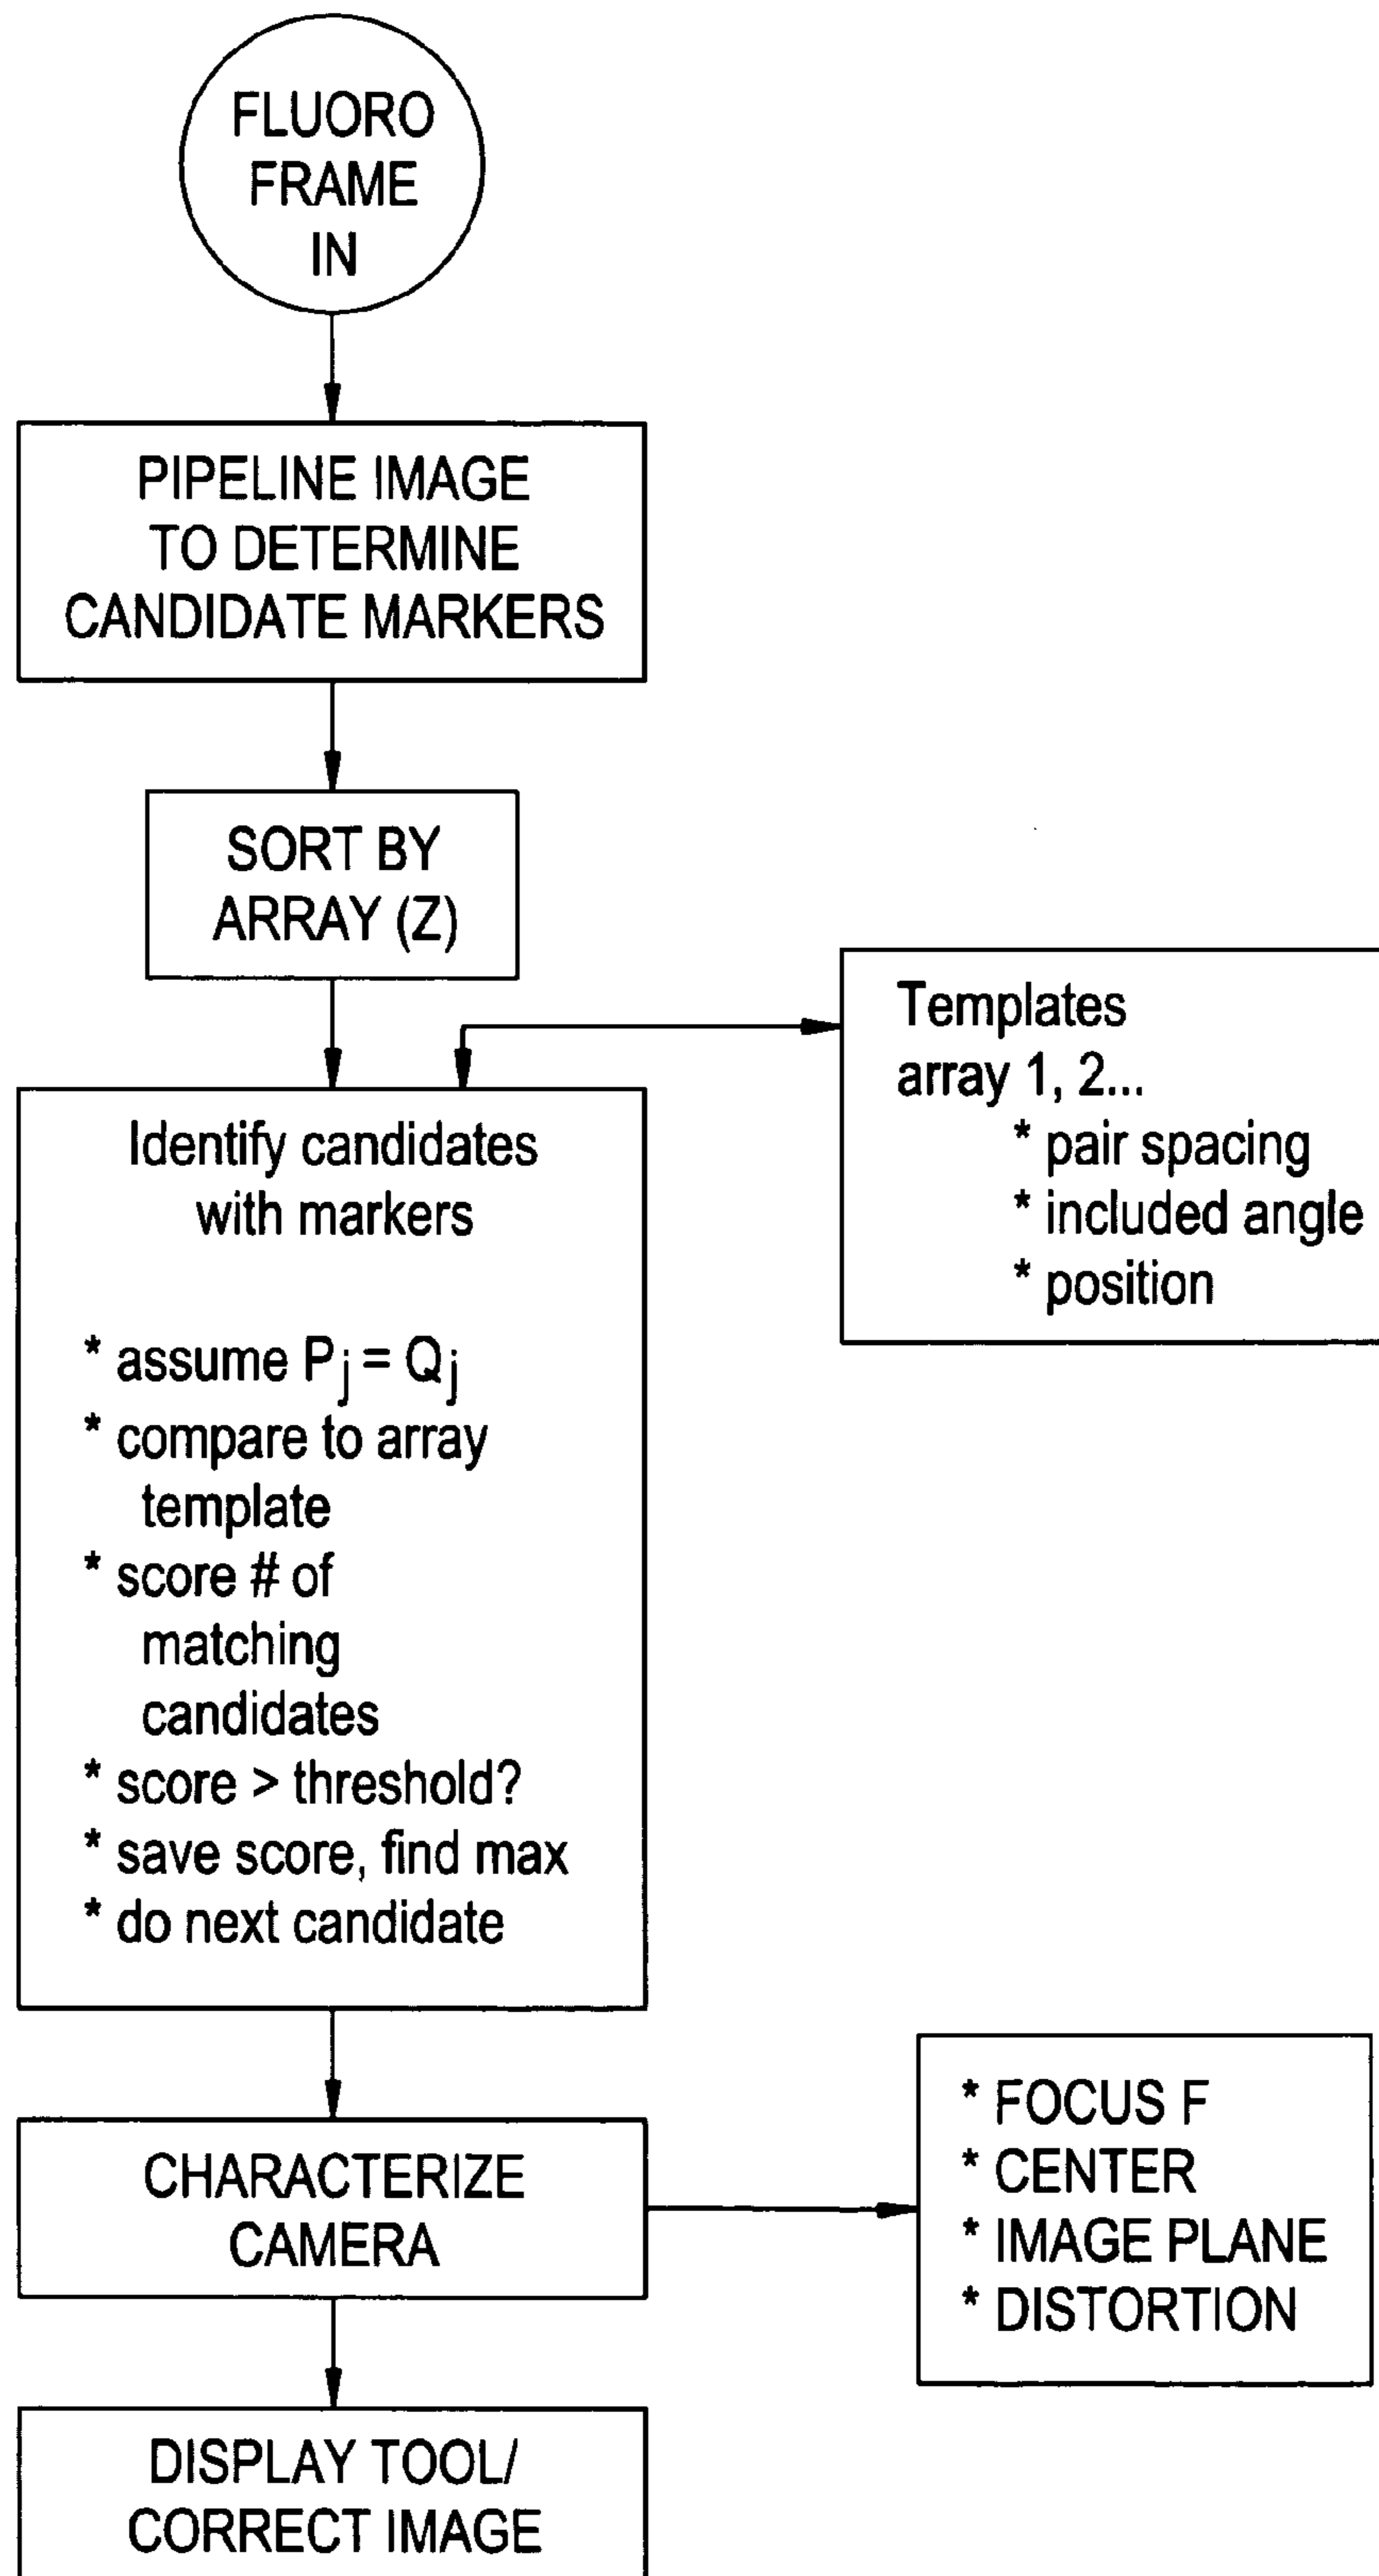 FLUORO
FRAME
IN
PIPELINE IMAGE
TO DETERMINE
CANDIDATE MARKERS
SORT BY
ARRAY (Z)
Templates
array 1, 2...
* pair spacing
* included angle
* position
Identify candidates
with markers
* assume Pj = Qj
* compare to array
template
* score # of
matching
candidates
* score > threshold?
* save score, find max
* do next candidate
CHARACTERIZE
CAMERA
* FOCUS F
* CENTER
* IMAGE PLANE
* DISTORTION
DISPLAY TOOL/
CORRECT IMAGE